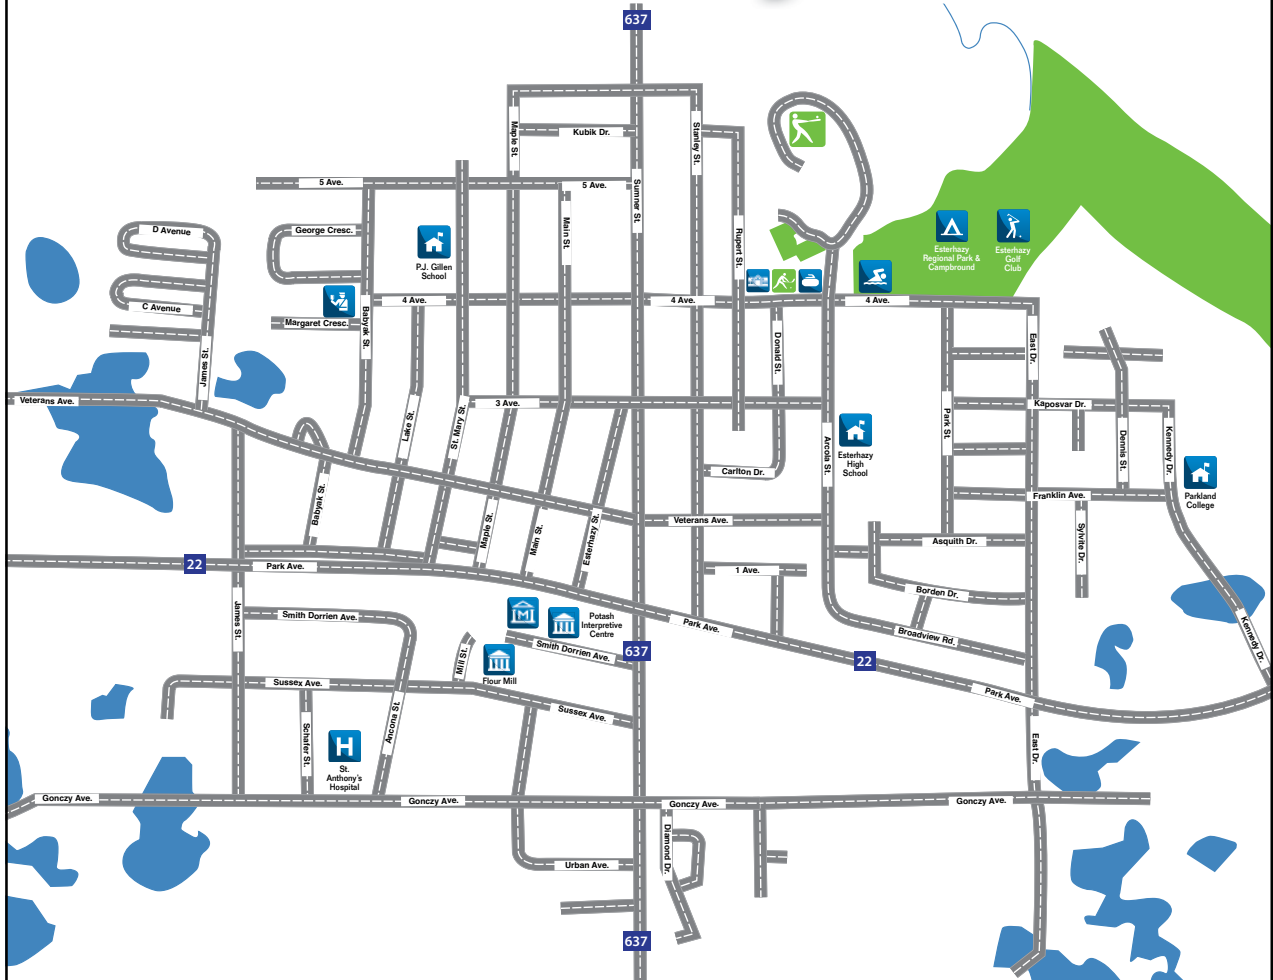 637
Maple St.
Kubik Dr.
Stanley St.
5 Ave.
5 Ave.
Sumner St.
Main St.
Rupert St.
D Avenue
George Cresc.
P.J. Gillen
School
Esterhazy
Regional Park &
Campbround
Esterhazy
Golf
Club
C Avenue
4 Ave.
4 Ave.
4 Ave.
Margaret Cresc.
Babyak St.
James St.
Donald St.
East Dr.
Veterans Ave.
Lake St.
St. Mary St.
3 Ave.
Arcola St.
Park St.
Kaposvar Dr.
Dennis St.
Kennedy Dr.
Esterhazy
High
School
Carlton Dr.
Parkland
College
Franklin Ave.
Babyak St.
Maple St.
Main St.
Esterhazy St.
Veterans Ave.
Asquith Dr.
Sylvite Dr.
22
Park Ave.
1 Ave.
Borden Dr.
James St.
Smith Dorrien Ave.
M
Potash
Interpretive
Centre
Park Ave.
Broadview Rd.
Kennedy Dr.
Mill St.
Smith Dorrien Ave.
637
22
Flour Mill
Sussex Ave.
Park Ave.
Sussex Ave.
Schafer St.
Ancona St.
H
St.
Anthony's
Hospital
East Dr.
Gonczy Ave.
Gonczy Ave.
Gonczy Ave.
Gonczy Ave.
Diamond Dr.
Urban Ave.
637